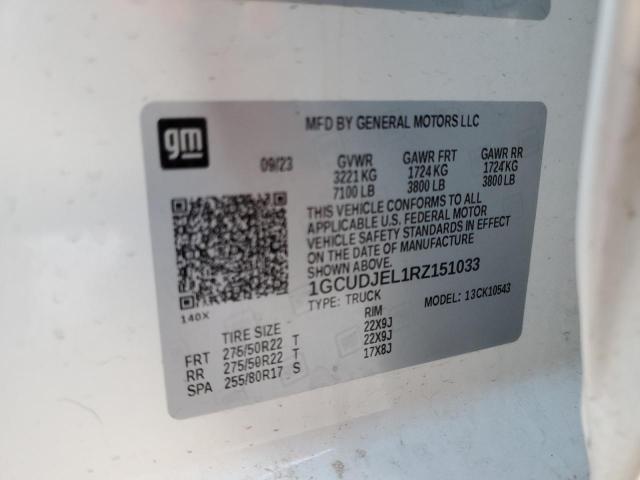 gm
MFD BY GENERAL MOTORS LLC
09/23 GVWR GAWR FRT GAWR RR
3221 KG 1724 KG 1724 KG
7100 LB 3800 LB 3800 LB
THIS VEHICLE CONFORMS TO ALL
APPLICABLE U.S. FEDERAL MOTOR
VEHICLE SAFETY STANDARDS IN EFFECT
ON THE DATE OF MANUFACTURE
SHOWN ABOVE.
1GCUDJEL1RZ151033
140X TYPE: TRUCK MODEL: 13CK10543
TIRE SIZE RIM
FRT 275/50R22 T 22X9J
RR 275/50R22 T 22X9J
SPA 255/80R17 S 17X8J